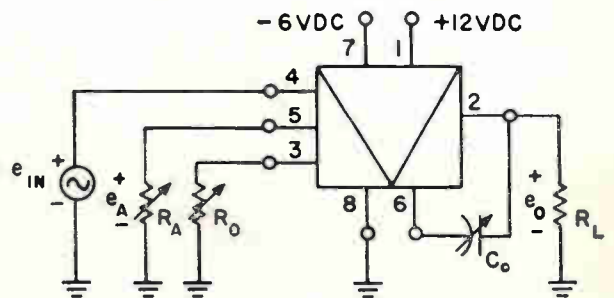 -6VDC +12VDC
7 1
4
5
3
2
8 6
e_IN + -
+ e_A - R_A R_O
C_o
+ e_o - R_L